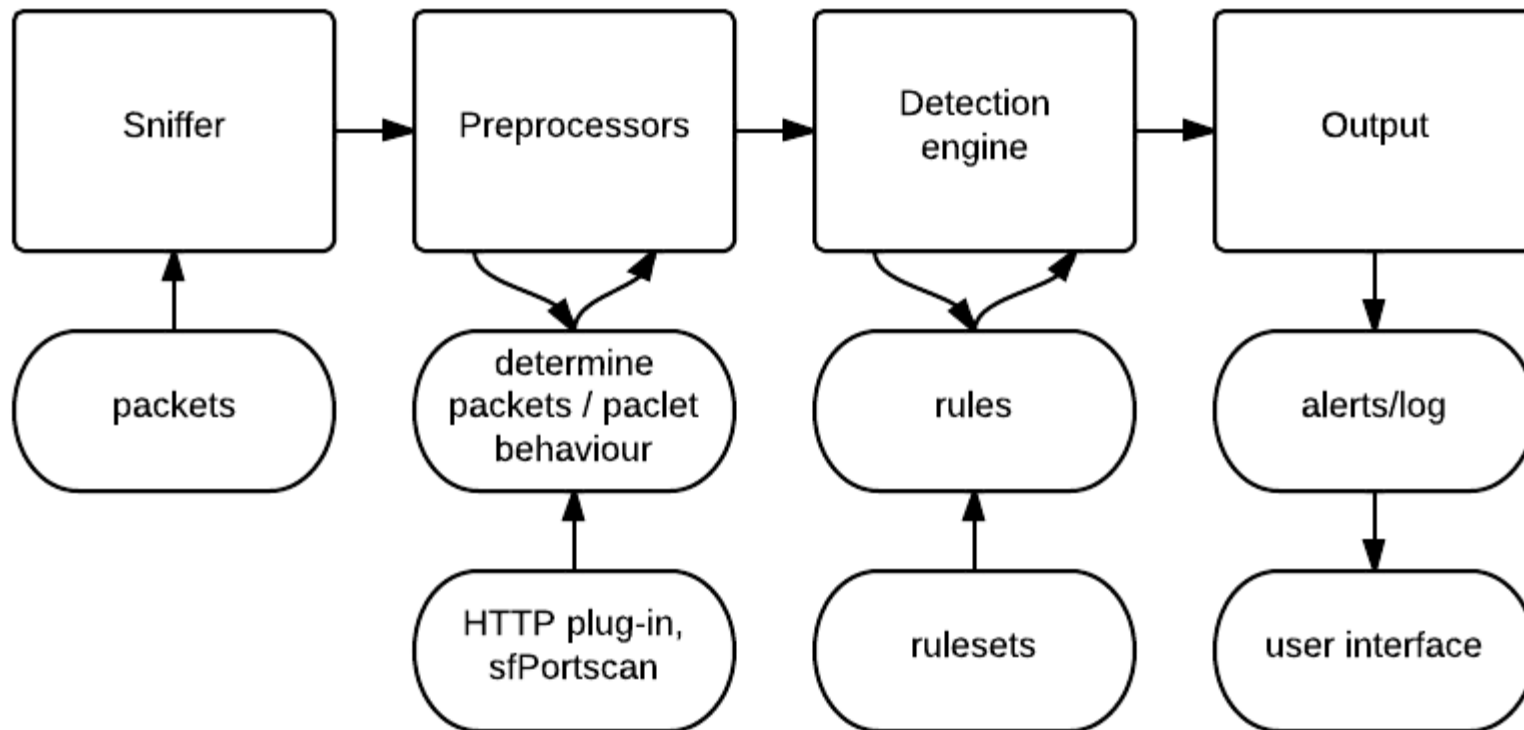 Sniffer
Preprocessors
Detection
engine
Output
packets
determine
packets / paclet
behaviour
rules
alerts/log
HTTP plug-in,
sfPortscan
rulesets
user interface